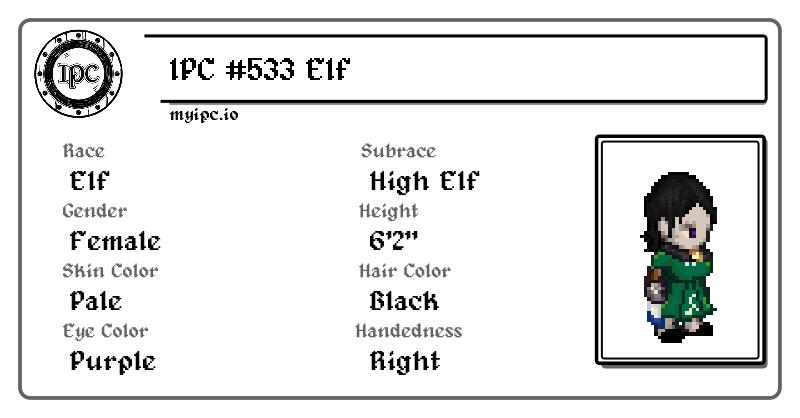 IPC
IPC #533 Elf
myipc.io
Race
Elf
Subrace
High Elf
Gender
Female
Height
6'2"
Skin Color
Pale
Hair Color
Black
Eye Color
Purple
Handedness
Right